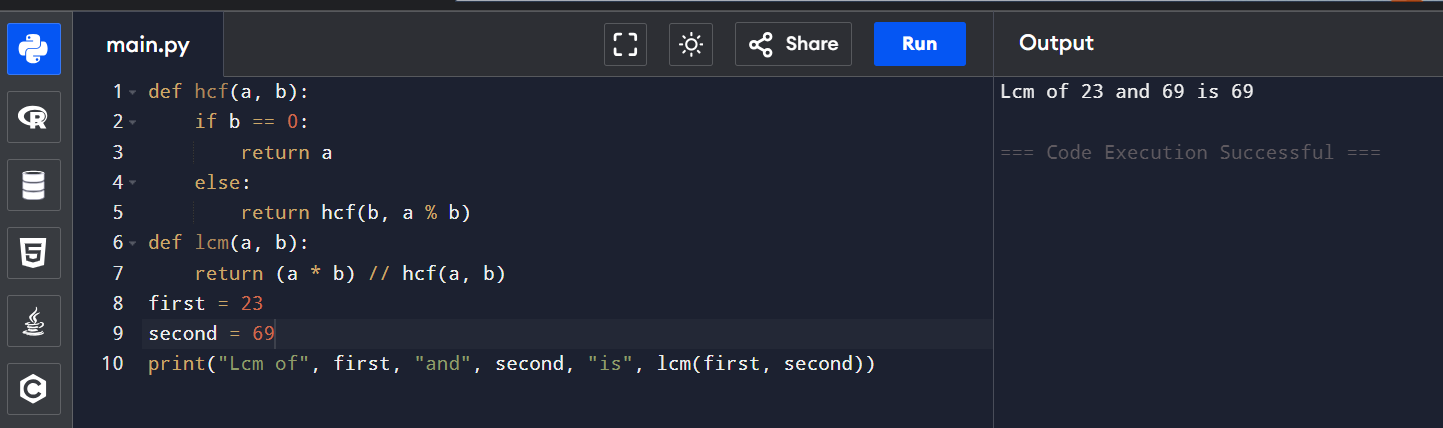 main.py
Share
Run
Output
1 def hcf(a, b):
2     if b == 0:
3         return a
4     else:
5         return hcf(b, a % b)
6 def lcm(a, b):
7     return (a * b) // hcf(a, b)
8 first = 23
9 second = 69
10 print("Lcm of", first, "and", second, "is", lcm(first, second))
Lcm of 23 and 69 is 69
=== Code Execution Successful ===
R
5
C